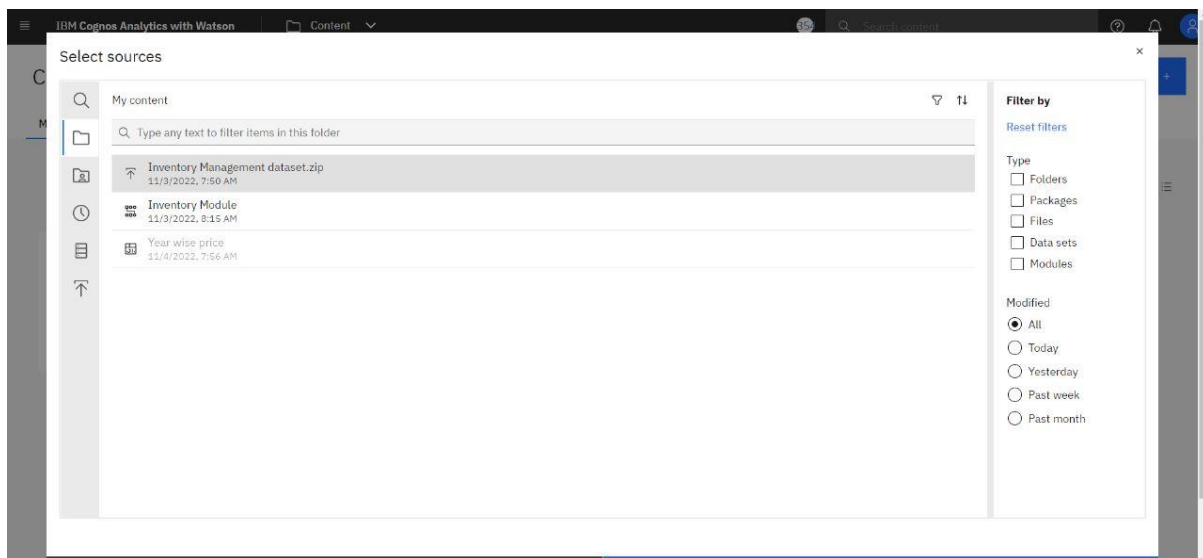 IBM Cognos Analytics with Watson
Content
354
Search content
Select sources
My content
Type any text to filter items in this folder
Inventory Management dataset.zip
11/3/2022, 7:50 AM
Inventory Module
11/3/2022, 8:15 AM
Year wise price
11/4/2022, 7:56 AM
Filter by
Reset filters
Type
Folders
Packages
Files
Data sets
Modules
Modified
All
Today
Yesterday
Past week
Past month
C
M